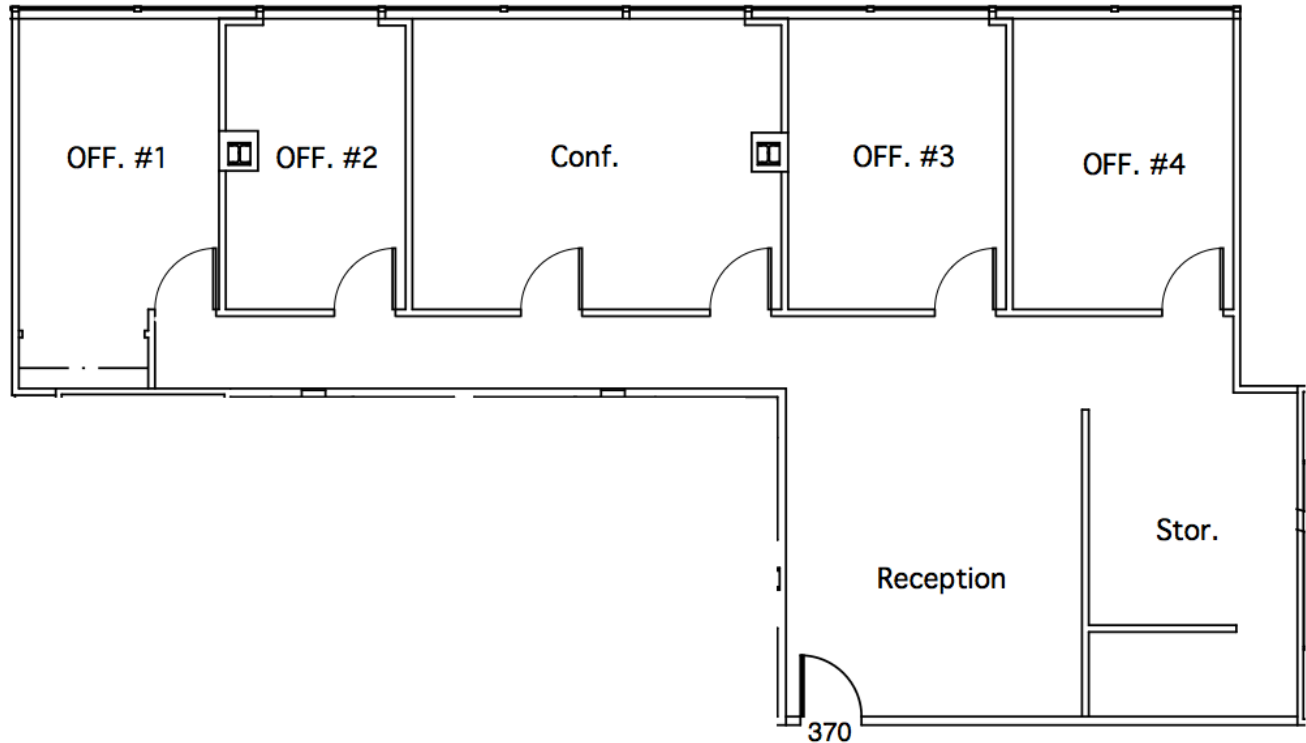 OFF. #1
OFF. #2
Conf.
OFF. #3
OFF. #4
Stor.
Reception
370